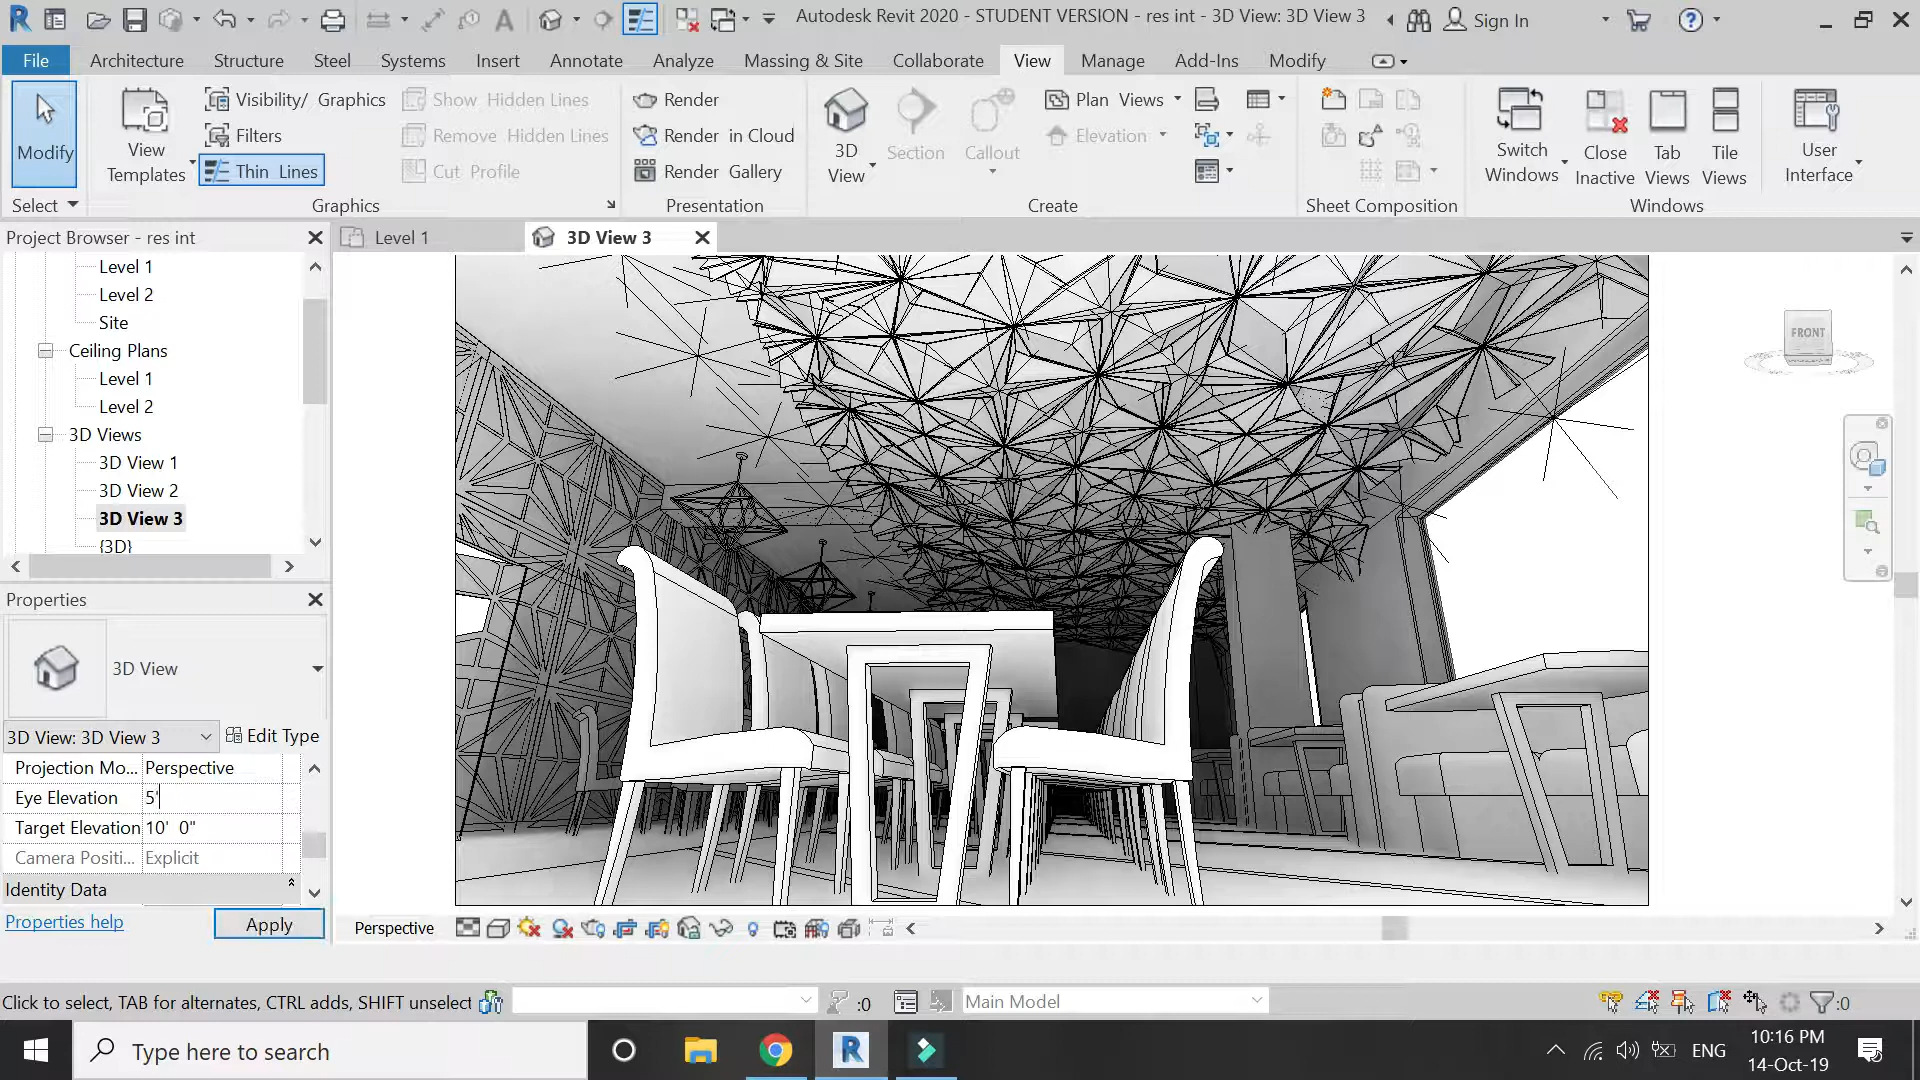 Autodesk Revit 2020 - STUDENT VERSION - res int - 3D View: 3D View 3
Sign In
File
Architecture
Structure
Steel
Systems
Insert
Annotate
Analyze
Massing & Site
Collaborate
View
Manage
Add-Ins
Modify
Modify
View Templates
Visibility/ Graphics
Filters
Thin Lines
Show Hidden Lines
Remove Hidden Lines
Cut Profile
Render
Render in Cloud
Render Gallery
3D View
Section
Callout
Plan Views
Elevation
Switch Windows
Close Inactive
Tab Views
Tile Views
User Interface
Select
Graphics
Presentation
Create
Sheet Composition
Windows
Project Browser - res int
Level 1
3D View 3
Level 1
Level 2
Site
Ceiling Plans
Level 1
Level 2
3D Views
3D View 1
3D View 2
3D View 3
{3D}
FRONT
Properties
3D View
3D View: 3D View 3
Edit Type
Projection Mo... Perspective
Eye Elevation 5'
Target Elevation 10' 0"
Camera Positi... Explicit
Identity Data
Properties help
Apply
Perspective
Click to select, TAB for alternates, CTRL adds, SHIFT unselect
:0
Main Model
:0
Type here to search
ENG
10:16 PM
14-Oct-19